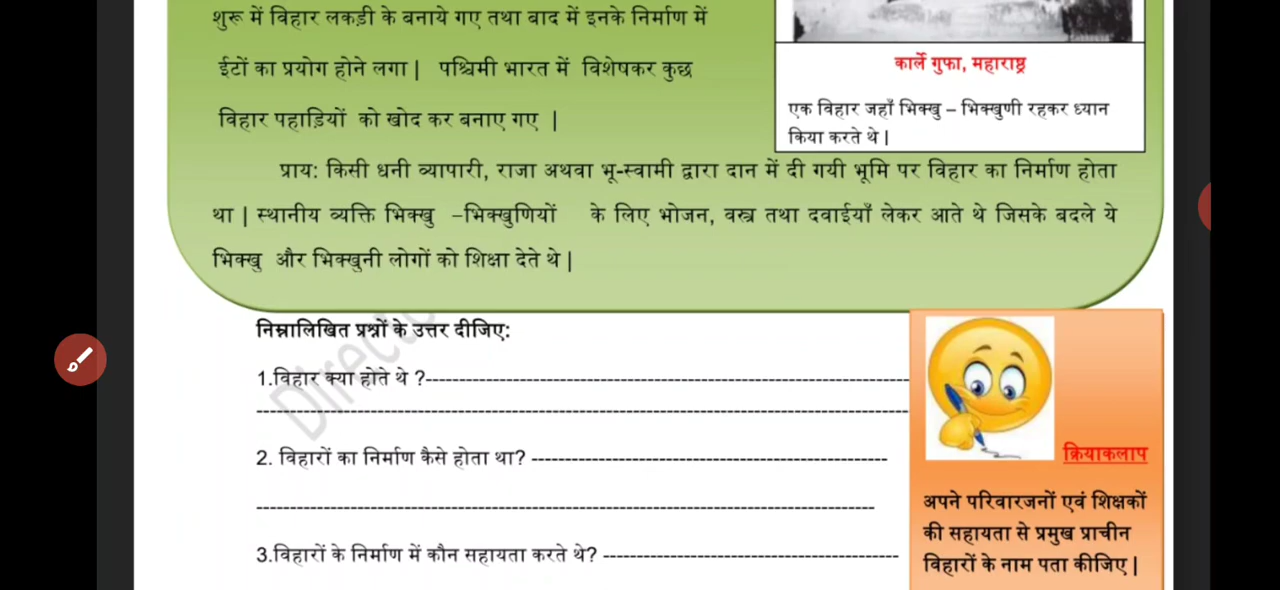 शुरू में विहार लकड़ी के बनाये गए तथा बाद में इनके निर्माण में
ईटों का प्रयोग होने लगा | पश्चिमी भारत में विशेषकर कुछ
विहार पहाड़ियों को खोद कर बनाए गए |
कार्ले गुफा, महाराष्ट्र
एक विहार जहाँ भिक्खु – भिक्खुणी रहकर ध्यान
किया करते थे |
प्राय: किसी धनी व्यापारी, राजा अथवा भू-स्वामी द्वारा दान में दी गयी भूमि पर विहार का निर्माण होता
था | स्थानीय व्यक्ति भिक्खु –भिक्खुणियों के लिए भोजन, वस्त्र तथा दवाईयाँ लेकर आते थे जिसके बदले ये
भिक्खु और भिक्खुनी लोगों को शिक्षा देते थे |
निम्नालिखित प्रश्नों के उत्तर दीजिए:
1.विहार क्या होते थे ?
2. विहारों का निर्माण कैसे होता था?
3.विहारों के निर्माण में कौन सहायता करते थे?
क्रियाकलाप
अपने परिवारजनों एवं शिक्षकों
की सहायता से प्रमुख प्राचीन
विहारों के नाम पता कीजिए |